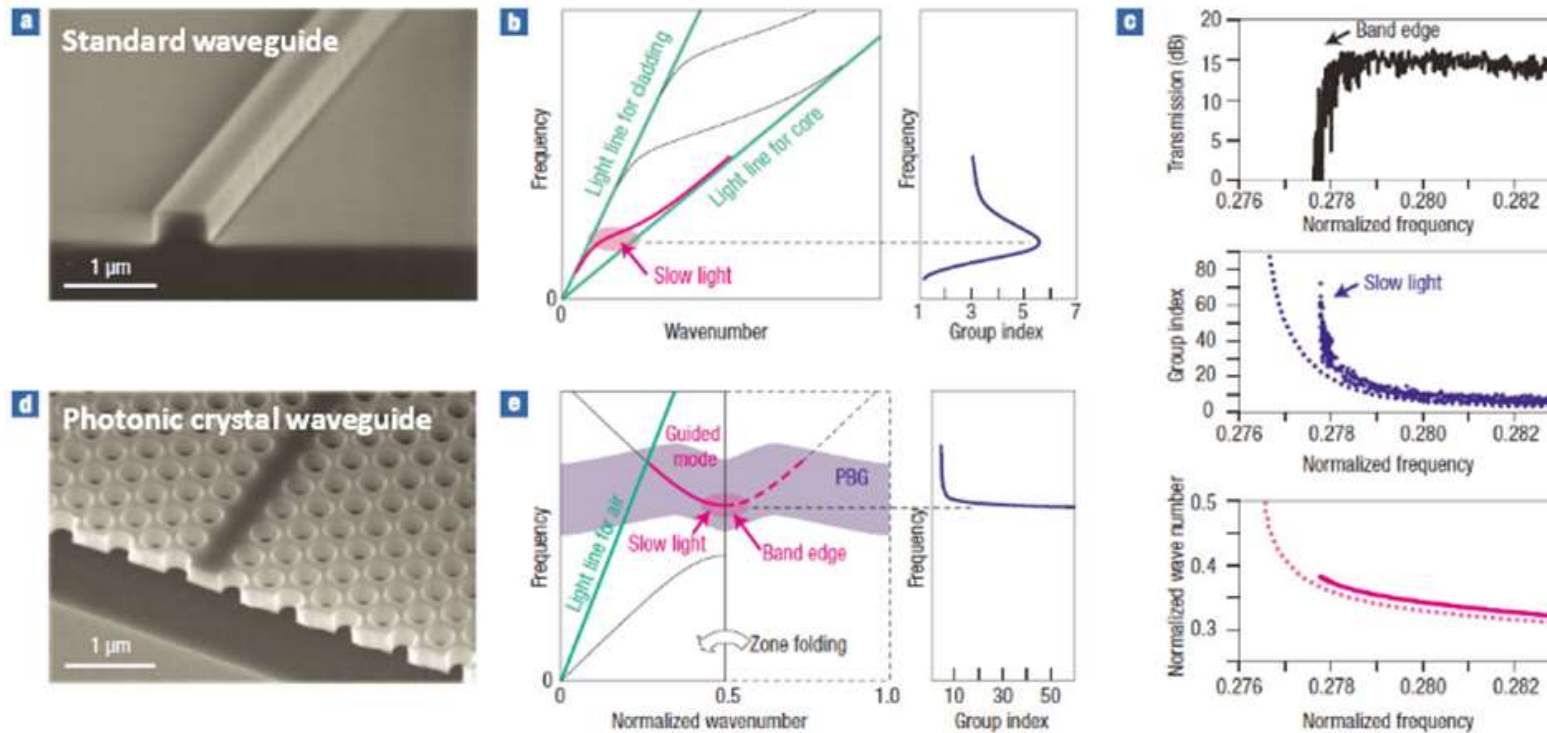 a
Standard waveguide
1 μm
b
Frequency
Light line for cladding
Light line for core
Slow light
0
0
Wavenumber
Frequency
1 3 5 7
Group index
c
Transmission (dB)
20
15
10
5
0
Band edge
0.276 0.278 0.280 0.282
Normalized frequency
Group index
80
60
40
20
0
Slow light
0.276 0.278 0.280 0.282
Normalized frequency
Normalized wave number
0.5
0.4
0.3
0.276 0.278 0.280 0.282
Normalized frequency
d
Photonic crystal waveguide
1 μm
e
Frequency
Light line for air
Guided
mode
PBG
Slow light
Band edge
Zone folding
0
0 0.5 1.0
Normalized wavenumber
Frequency
10 30 50
Group index